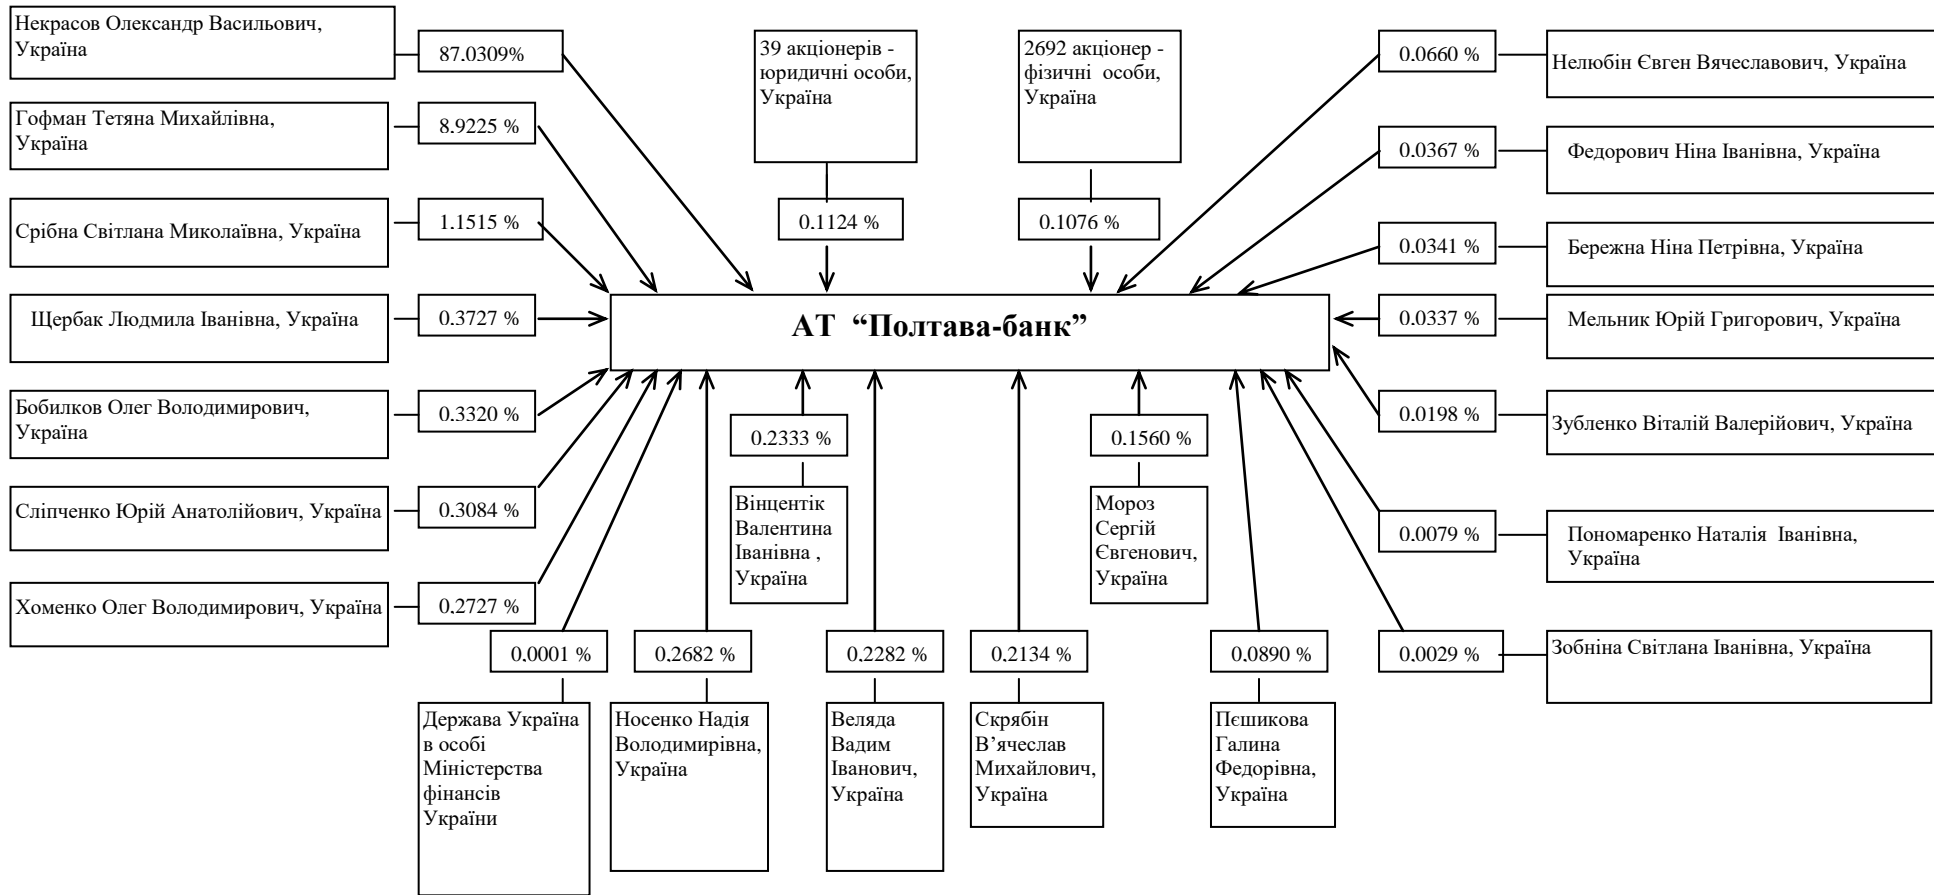 Некрасов Олександр Васильович,
Україна
87.0309%
39 акціонерів -
юридичні особи,
Україна
2692 акціонер -
фізичні особи,
Україна
0.0660 %
Нелюбін Євген Вячеславович, Україна
Гофман Тетяна Михайлівна,
Україна
8.9225 %
0.0367 %
Федорович Ніна Іванівна, Україна
Срібна Світлана Миколаївна, Україна
1.1515 %
0.1124 %
0.1076 %
0.0341 %
Бережна Ніна Петрівна, Україна
Щербак Людмила Іванівна, Україна
0.3727 %
АТ “Полтава-банк”
0.0337 %
Мельник Юрій Григорович, Україна
Бобилков Олег Володимирович,
Україна
0.3320 %
0.2333 %
0.1560 %
0.0198 %
Зубленко Віталій Валерійович, Україна
Сліпченко Юрій Анатолійович, Україна
0.3084 %
Вінцентік
Валентина
Іванівна ,
Україна
Мороз
Сергій
Євгенович,
Україна
0.0079 %
Пономаренко Наталія Іванівна,
Україна
Хоменко Олег Володимирович, Україна
0.2727 %
0.0001 %
0.2682 %
0.2282 %
0.2134 %
0.0890 %
0.0029 %
Зобніна Світлана Іванівна, Україна
Держава Україна
в особі
Міністерства
фінансів
України
Носенко Надія
Володимирівна,
Україна
Веляда
Вадим
Іванович,
Україна
Скрябін
В’ячеслав
Михайлович,
Україна
Пєшикова
Галина
Федорівна,
Україна